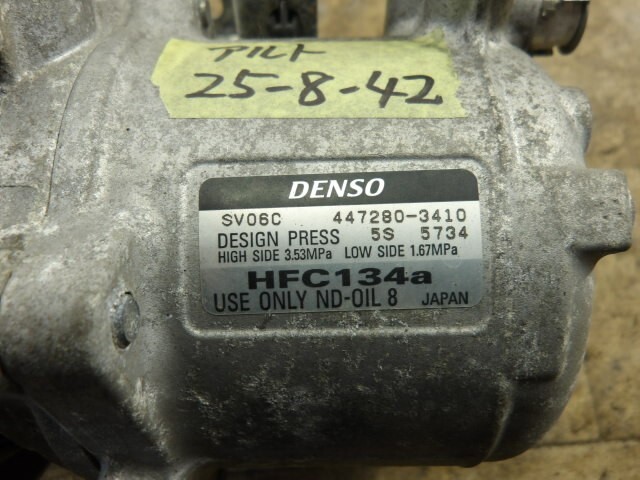 アルト
25-8-42
DENSO
SV06C 447280-3410
DESIGN PRESS 5S 5734
HIGH SIDE 3.53MPa LOW SIDE 1.67MPa
HFC134a
USE ONLY ND-OIL 8 JAPAN